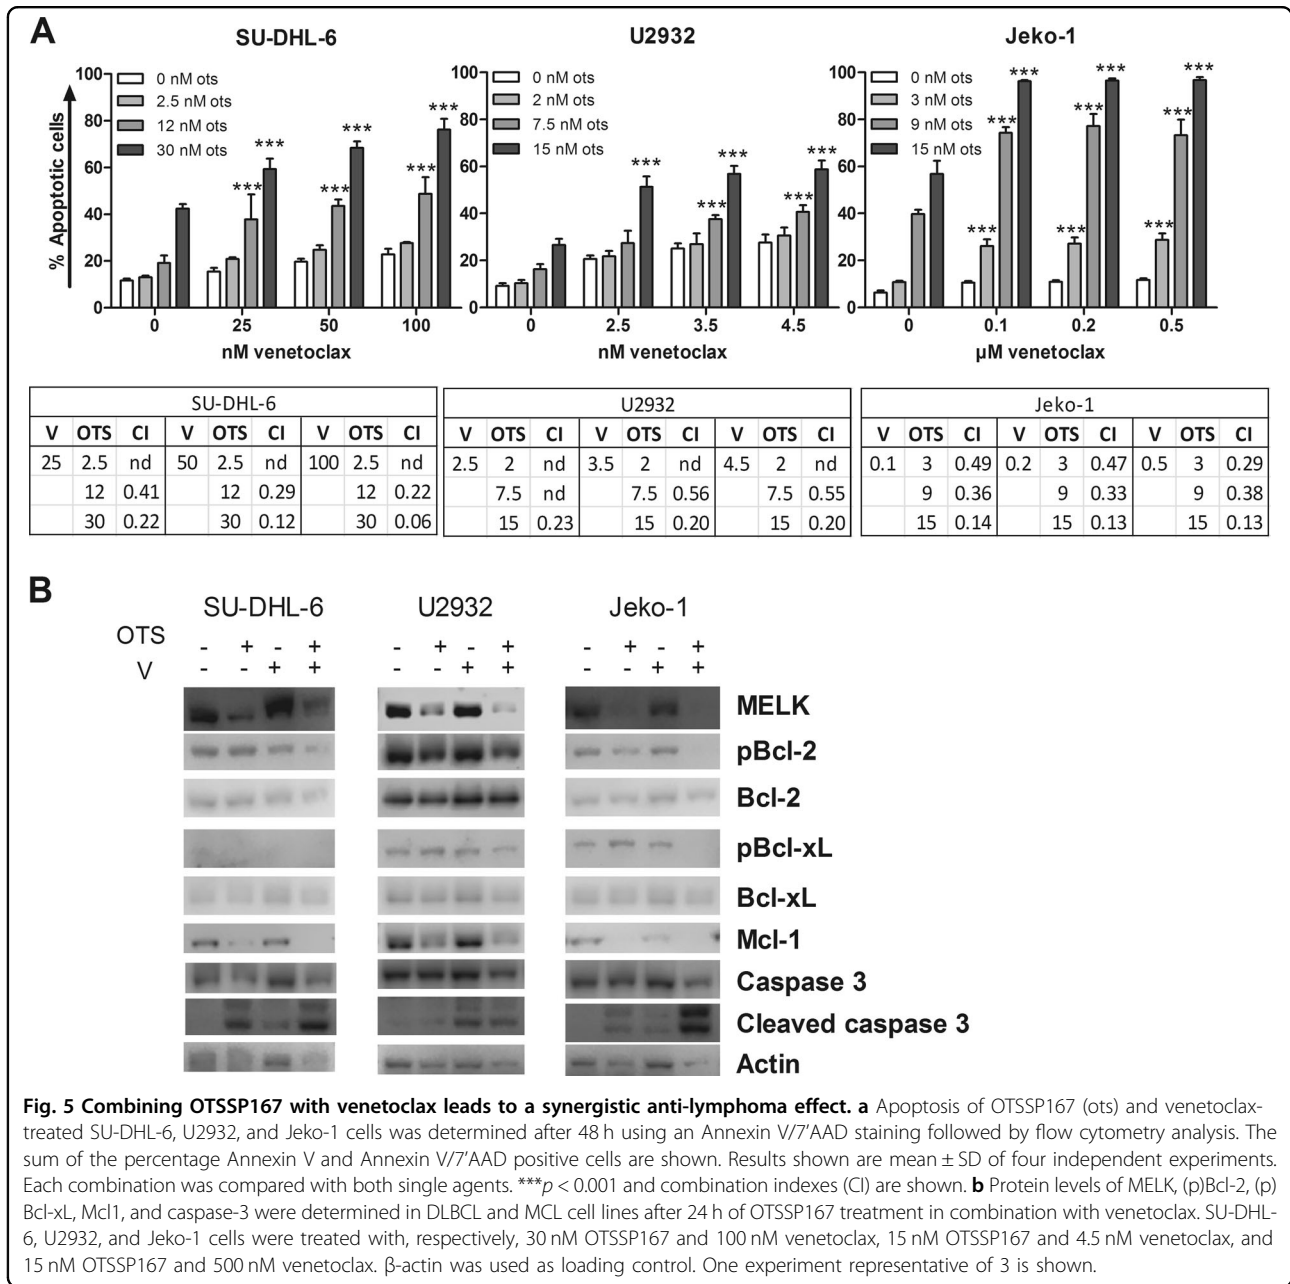 A
SU-DHL-6
% Apoptotic cells
100
80
60
40
20
0
0 nM ots
2.5 nM ots
12 nM ots
30 nM ots
***
***
***
***
***
***
0 25 50 100
nM venetoclax
U2932
100
80
60
40
20
0
0 nM ots
2 nM ots
7.5 nM ots
15 nM ots
***
***
***
***
***
0 2.5 3.5 4.5
nM venetoclax
Jeko-1
100
80
60
40
20
0
0 nM ots
3 nM ots
9 nM ots
15 nM ots
***
***
***
***
***
***
***
***
***
0 0.1 0.2 0.5
µM venetoclax
SU-DHL-6
V OTS CI V OTS CI V OTS CI
25 2.5 nd 50 2.5 nd 100 2.5 nd
12 0.41 12 0.29 12 0.22
30 0.22 30 0.12 30 0.06
U2932
V OTS CI V OTS CI V OTS CI
2.5 2 nd 3.5 2 nd 4.5 2 nd
7.5 nd 7.5 0.56 7.5 0.55
15 0.23 15 0.20 15 0.20
Jeko-1
V OTS CI V OTS CI V OTS CI
0.1 3 0.49 0.2 3 0.47 0.5 3 0.29
9 0.36 9 0.33 9 0.38
15 0.14 15 0.13 15 0.13
B
SU-DHL-6 U2932 Jeko-1
OTS - + - + - + - + - + - +
V - - + + - - + + - - + +
MELK
pBcl-2
Bcl-2
pBcl-xL
Bcl-xL
Mcl-1
Caspase 3
Cleaved caspase 3
Actin
Fig. 5 Combining OTSSP167 with venetoclax leads to a synergistic anti-lymphoma effect. a Apoptosis of OTSSP167 (ots) and venetoclax-
treated SU-DHL-6, U2932, and Jeko-1 cells was determined after 48 h using an Annexin V/7'AAD staining followed by flow cytometry analysis. The
sum of the percentage Annexin V and Annexin V/7'AAD positive cells are shown. Results shown are mean ± SD of four independent experiments.
Each combination was compared with both single agents. ***p < 0.001 and combination indexes (CI) are shown. b Protein levels of MELK, (p)Bcl-2, (p)
Bcl-xL, Mcl1, and caspase-3 were determined in DLBCL and MCL cell lines after 24 h of OTSSP167 treatment in combination with venetoclax. SU-DHL-
6, U2932, and Jeko-1 cells were treated with, respectively, 30 nM OTSSP167 and 100 nM venetoclax, 15 nM OTSSP167 and 4.5 nM venetoclax, and
15 nM OTSSP167 and 500 nM venetoclax. β-actin was used as loading control. One experiment representative of 3 is shown.